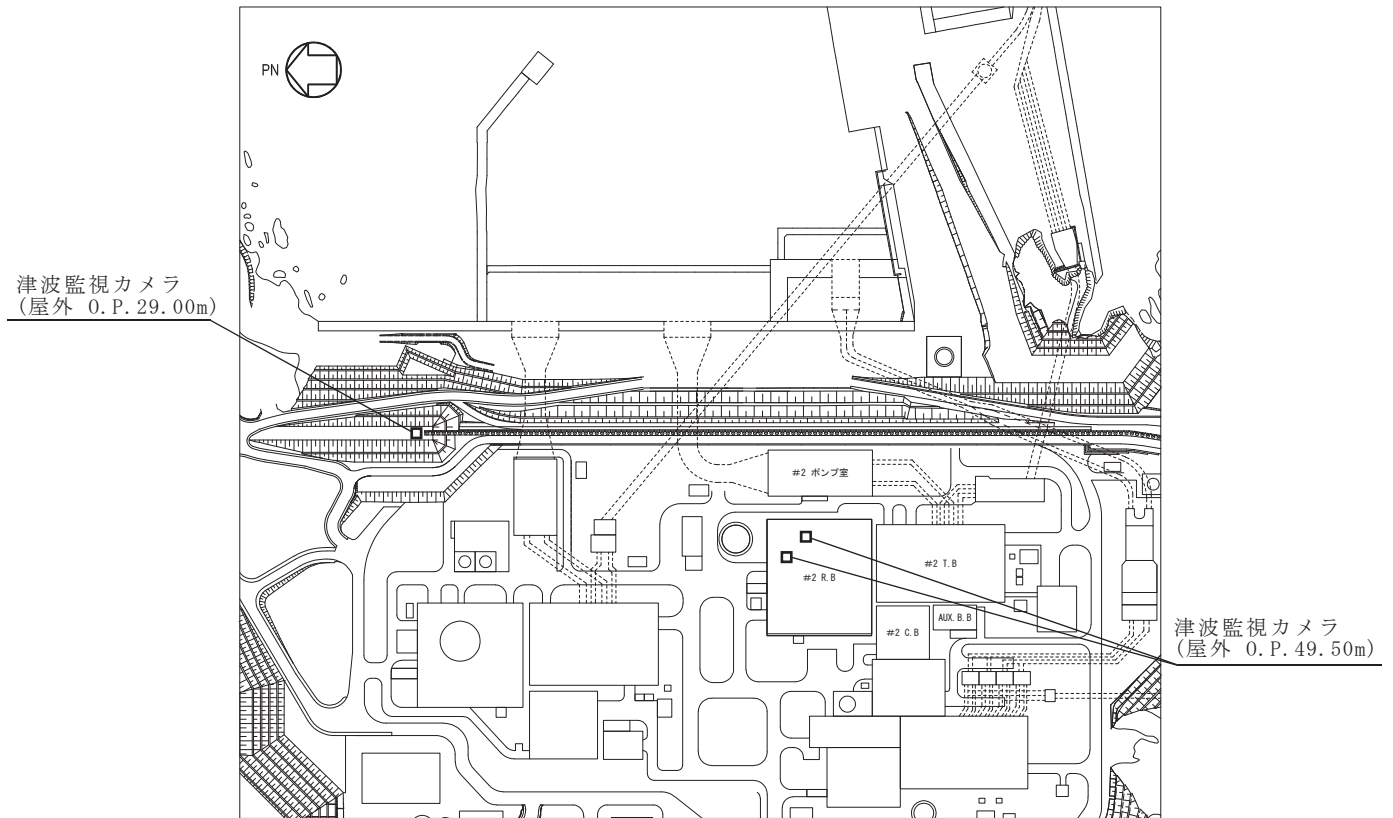 PN
津波監視カメラ
(屋外 O.P.29.00m)
#2 ポンプ室
#2 R.B
#2 T.B
#2 C.B
AUX.B.B
津波監視カメラ
(屋外 O.P.49.50m)